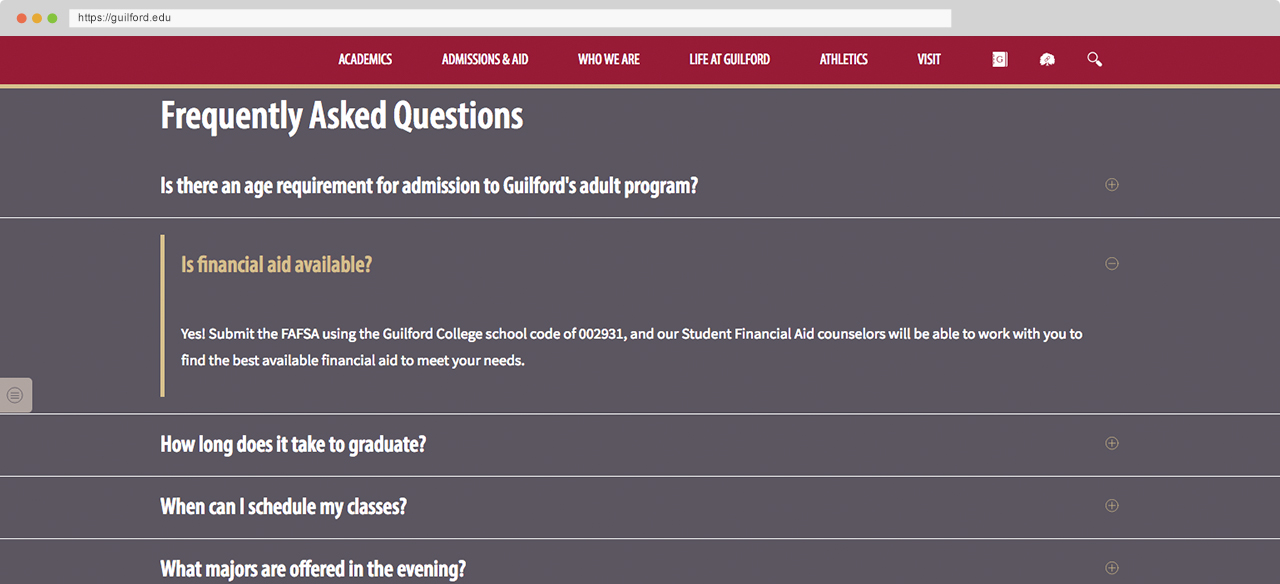 https://guilford.edu
ACADEMICS ADMISSIONS & AID WHO WE ARE LIFE AT GUILFORD ATHLETICS VISIT G
Frequently Asked Questions
Is there an age requirement for admission to Guilford's adult program?
Is financial aid available?
Yes! Submit the FAFSA using the Guilford College school code of 002931, and our Student Financial Aid counselors will be able to work with you to
find the best available financial aid to meet your needs.
How long does it take to graduate?
When can I schedule my classes?
What majors are offered in the evening?